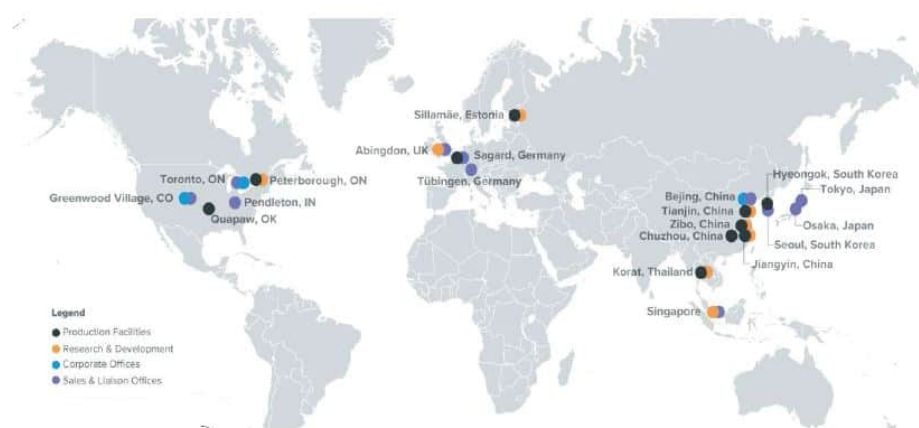 Sillamäe, Estonia
Abingdon, UK
Sagard, Germany
Tübingen, Germany
Toronto, ON
Peterborough, ON
Greenwood Village, CO
Pendleton, IN
Quapaw, OK
Hyeongok, South Korea
Tokyo, Japan
Bejing, China
Tianjin, China
Zibo, China
Osaka, Japan
Chuzhou, China
Seoul, South Korea
Jiangyin, China
Korat, Thailand
Singapore
Legend
Production Facilities
Research & Development
Corporate Offices
Sales & Liaison Offices